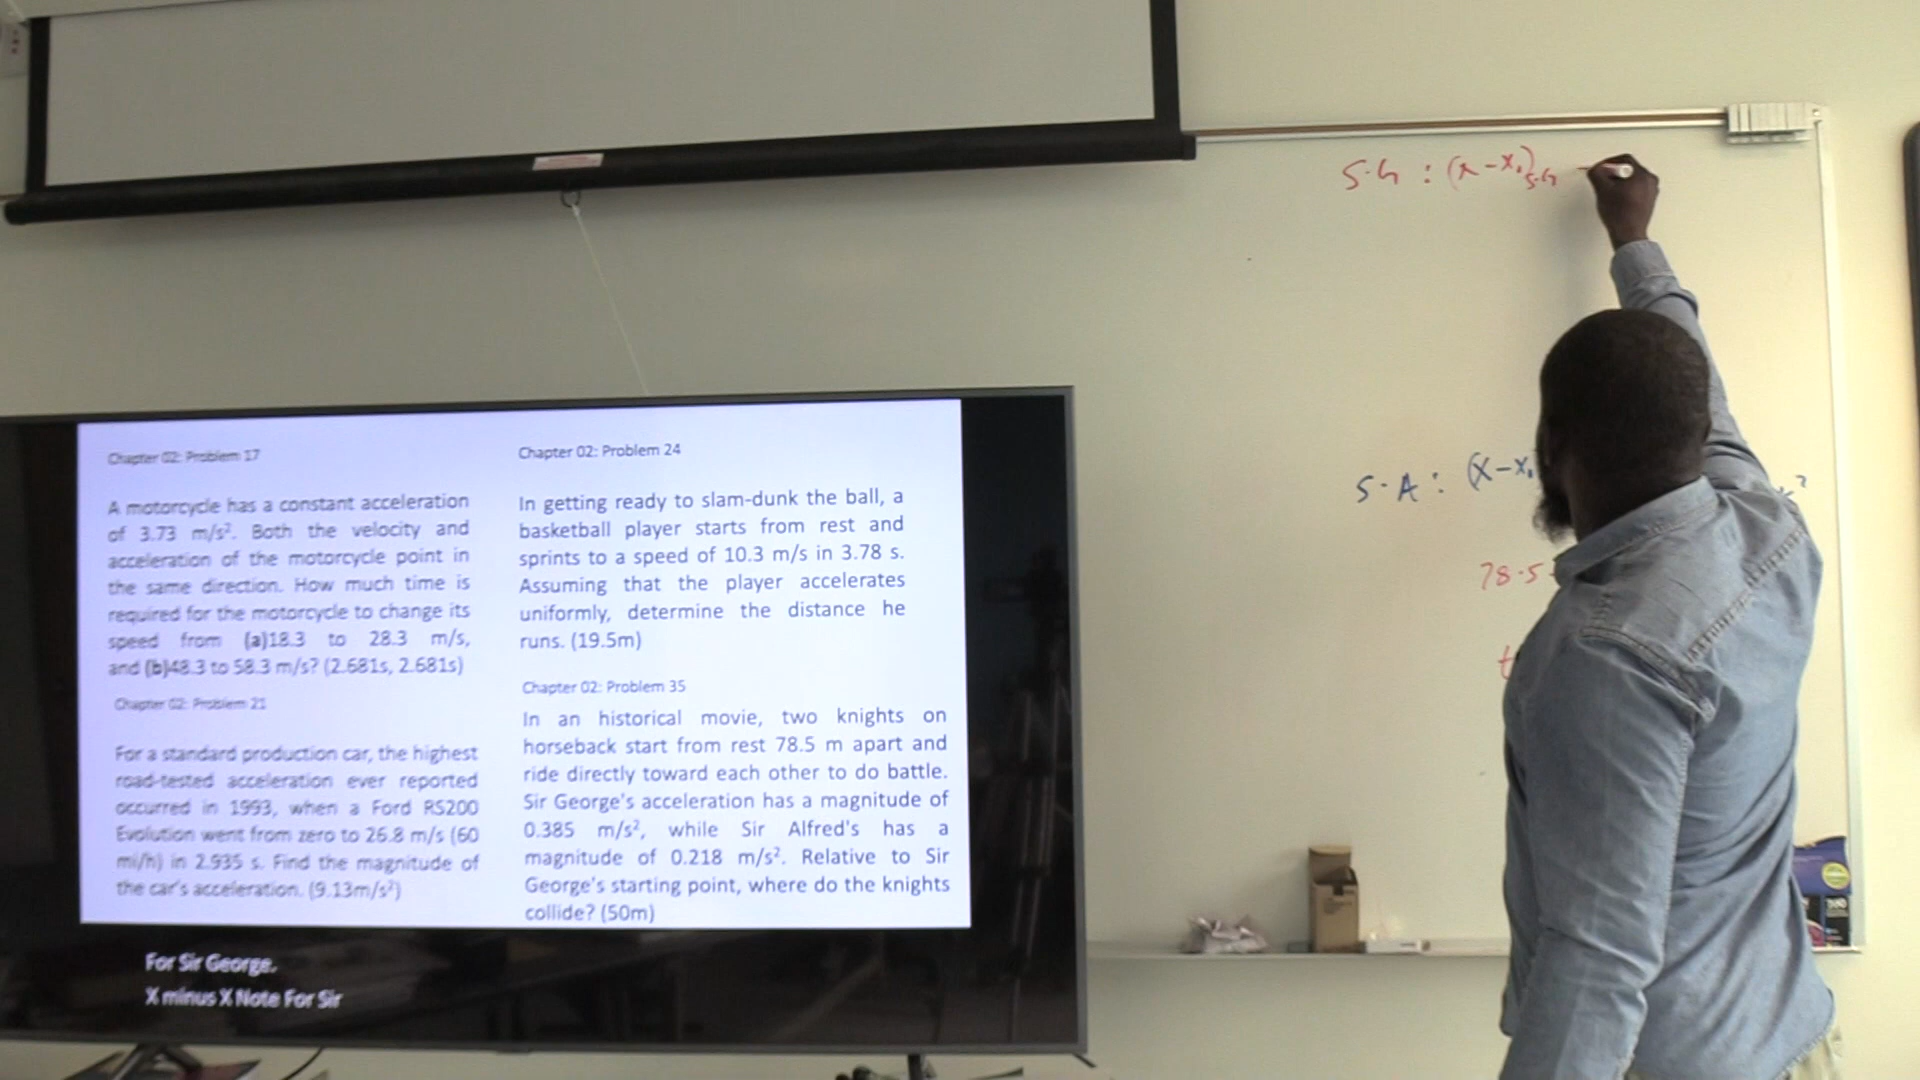 Chapter 02: Problem 17
A motorcycle has a constant acceleration
of 3.73 m/s². Both the velocity and
acceleration of the motorcycle point in
the same direction. How much time is
required for the motorcycle to change its
speed from (a)18.3 to 28.3 m/s,
and (b)48.3 to 58.3 m/s? (2.681s, 2.681s)
Chapter 02: Problem 21
For a standard production car, the highest
road-tested acceleration ever reported
occurred in 1993, when a Ford RS200
Evolution went from zero to 26.8 m/s (60
mi/h) in 2.935 s. Find the magnitude of
the car's acceleration. (9.13m/s²)
Chapter 02: Problem 24
In getting ready to slam-dunk the ball, a
basketball player starts from rest and
sprints to a speed of 10.3 m/s in 3.78 s.
Assuming that the player accelerates
uniformly, determine the distance he
runs. (19.5m)
Chapter 02: Problem 35
In an historical movie, two knights on
horseback start from rest 78.5 m apart and
ride directly toward each other to do battle.
Sir George's acceleration has a magnitude of
0.385 m/s², while Sir Alfred's has a
magnitude of 0.218 m/s². Relative to Sir
George's starting point, where do the knights
collide? (50m)
For Sir George.
X minus X Note For Sir
S.G : (x-x₀)S.G
S.A : (x-x₀
78.5
t